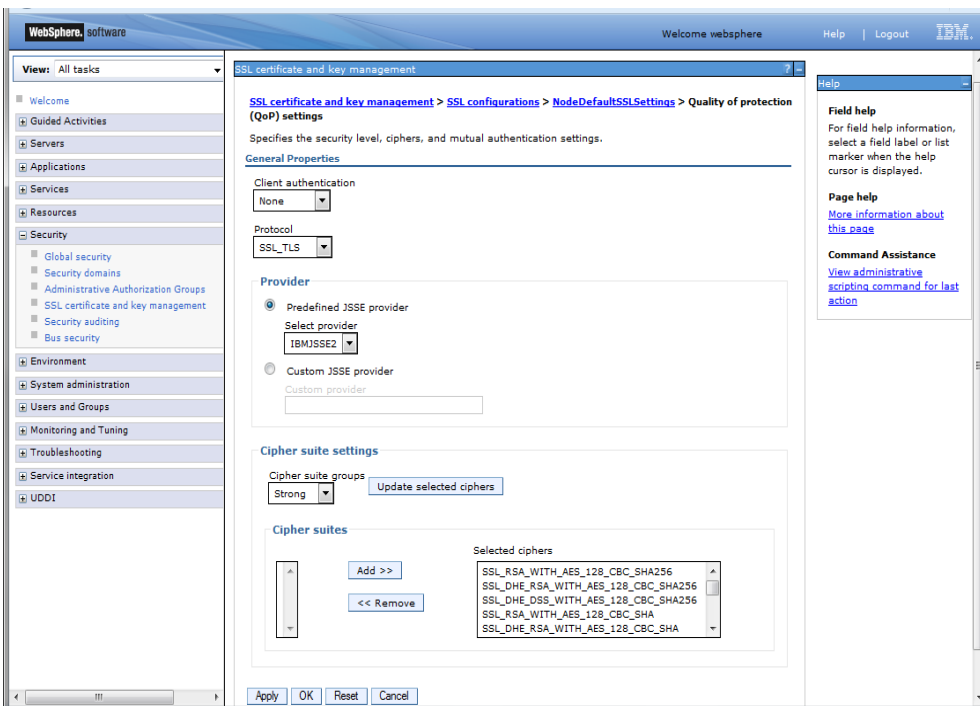 WebSphere. software
Welcome websphere
Help | Logout
IBM.
View: All tasks
Welcome
Guided Activities
Servers
Applications
Services
Resources
Security
Global security
Security domains
Administrative Authorization Groups
SSL certificate and key management
Security auditing
Bus security
Environment
System administration
Users and Groups
Monitoring and Tuning
Troubleshooting
Service integration
UDDI
SSL certificate and key management
? -
SSL certificate and key management > SSL configurations > NodeDefaultSSLSettings > Quality of protection
(QoP) settings
Specifies the security level, ciphers, and mutual authentication settings.
General Properties
Client authentication
None
Protocol
SSL_TLS
Provider
Predefined JSSE provider
Select provider
IBMJSSE2
Custom JSSE provider
Custom provider
Cipher suite settings
Cipher suite groups
Strong
Update selected ciphers
Cipher suites
Add >>
<< Remove
Selected ciphers
SSL_RSA_WITH_AES_128_CBC_SHA256
SSL_DHE_RSA_WITH_AES_128_CBC_SHA256
SSL_DHE_DSS_WITH_AES_128_CBC_SHA256
SSL_RSA_WITH_AES_128_CBC_SHA
SSL_DHE_RSA_WITH_AES_128_CBC_SHA
Apply
OK
Reset
Cancel
Help
Field help
For field help information,
select a field label or list
marker when the help
cursor is displayed.
Page help
More information about
this page
Command Assistance
View administrative
scripting command for last
action